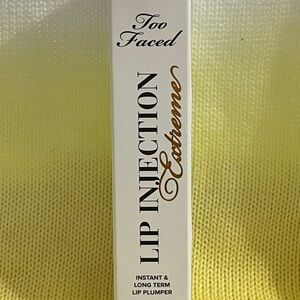 Too
Faced
LIP INJECTION
Extreme
INSTANT &
LONG TERM
LIP PLUMPER